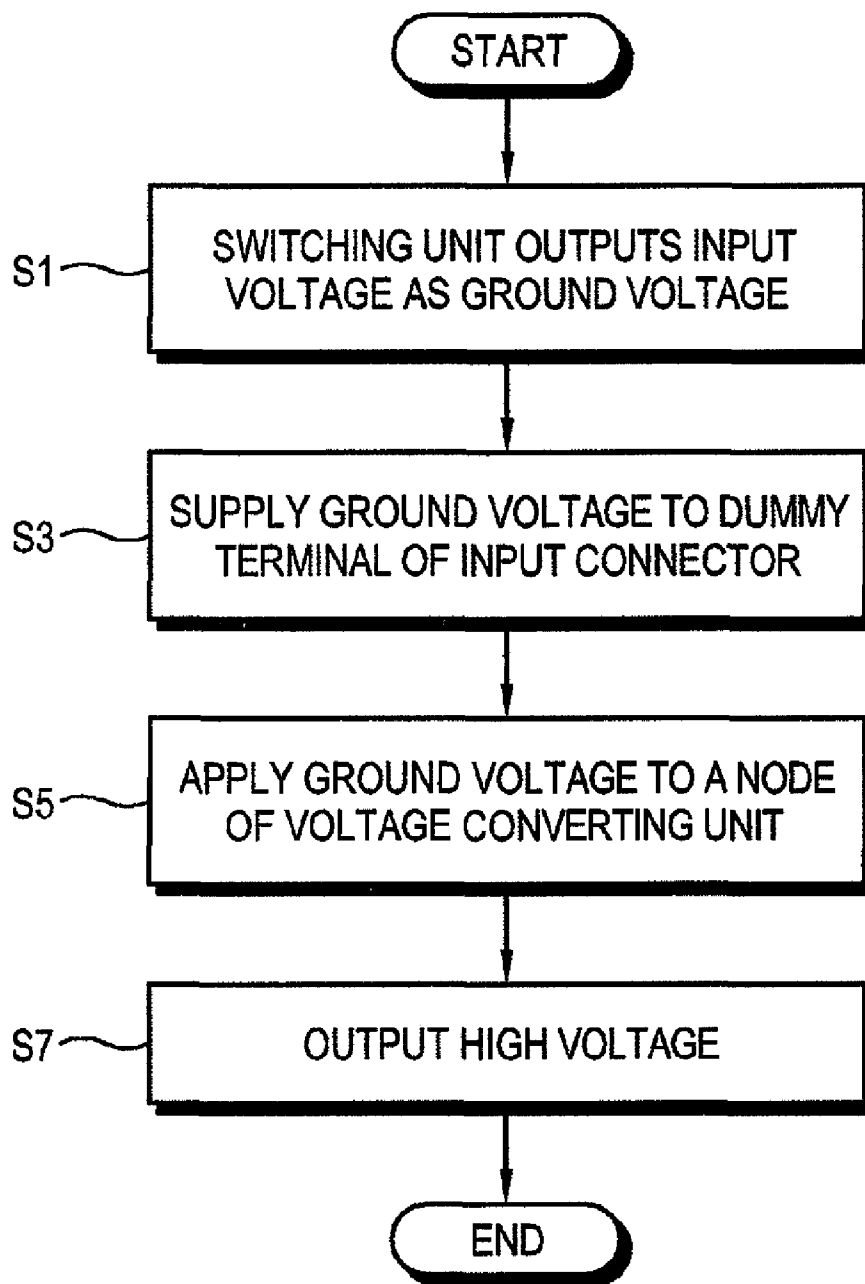 START
S1
SWITCHING UNIT OUTPUTS INPUT
VOLTAGE AS GROUND VOLTAGE
S3
SUPPLY GROUND VOLTAGE TO DUMMY
TERMINAL OF INPUT CONNECTOR
S5
APPLY GROUND VOLTAGE TO A NODE
OF VOLTAGE CONVERTING UNIT
S7
OUTPUT HIGH VOLTAGE
END